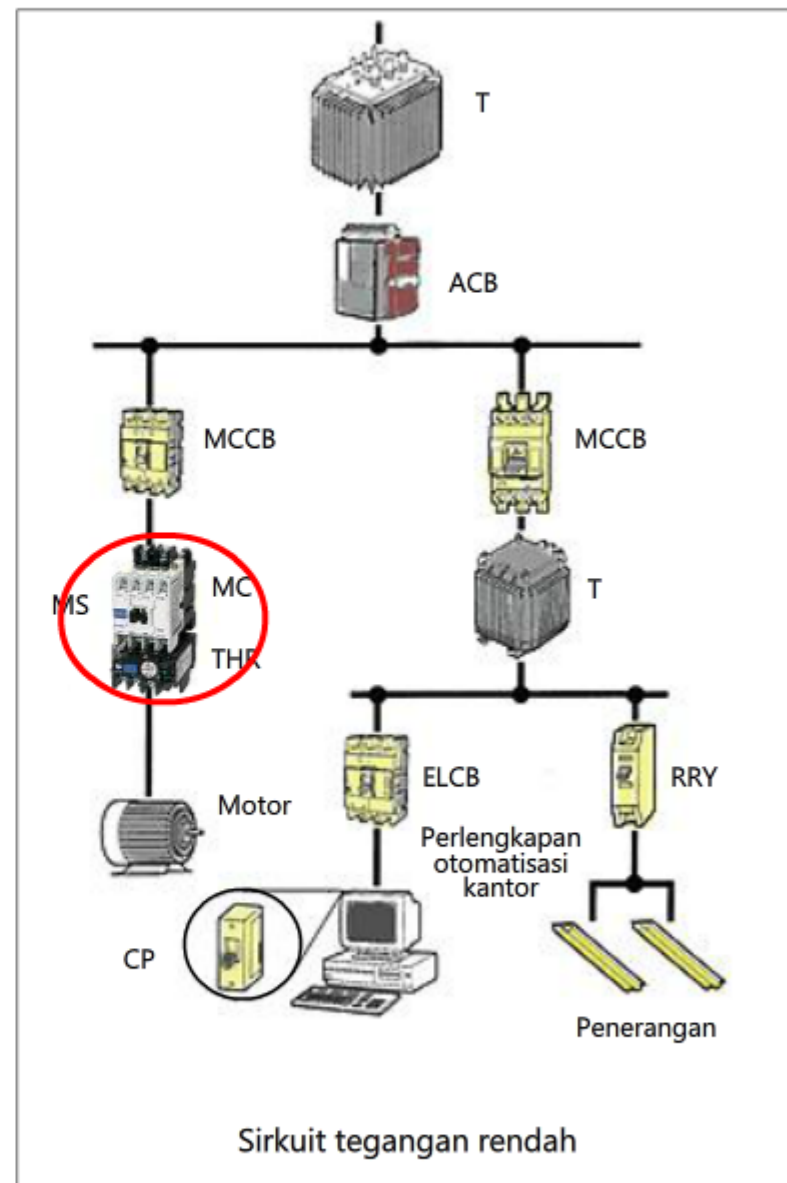 T
ACB
MCCB
MCCB
MS
MC
THR
T
Motor
ELCB
RRY
Perlengkapan
otomatisasi
kantor
CP
Penerangan
Sirkuit tegangan rendah